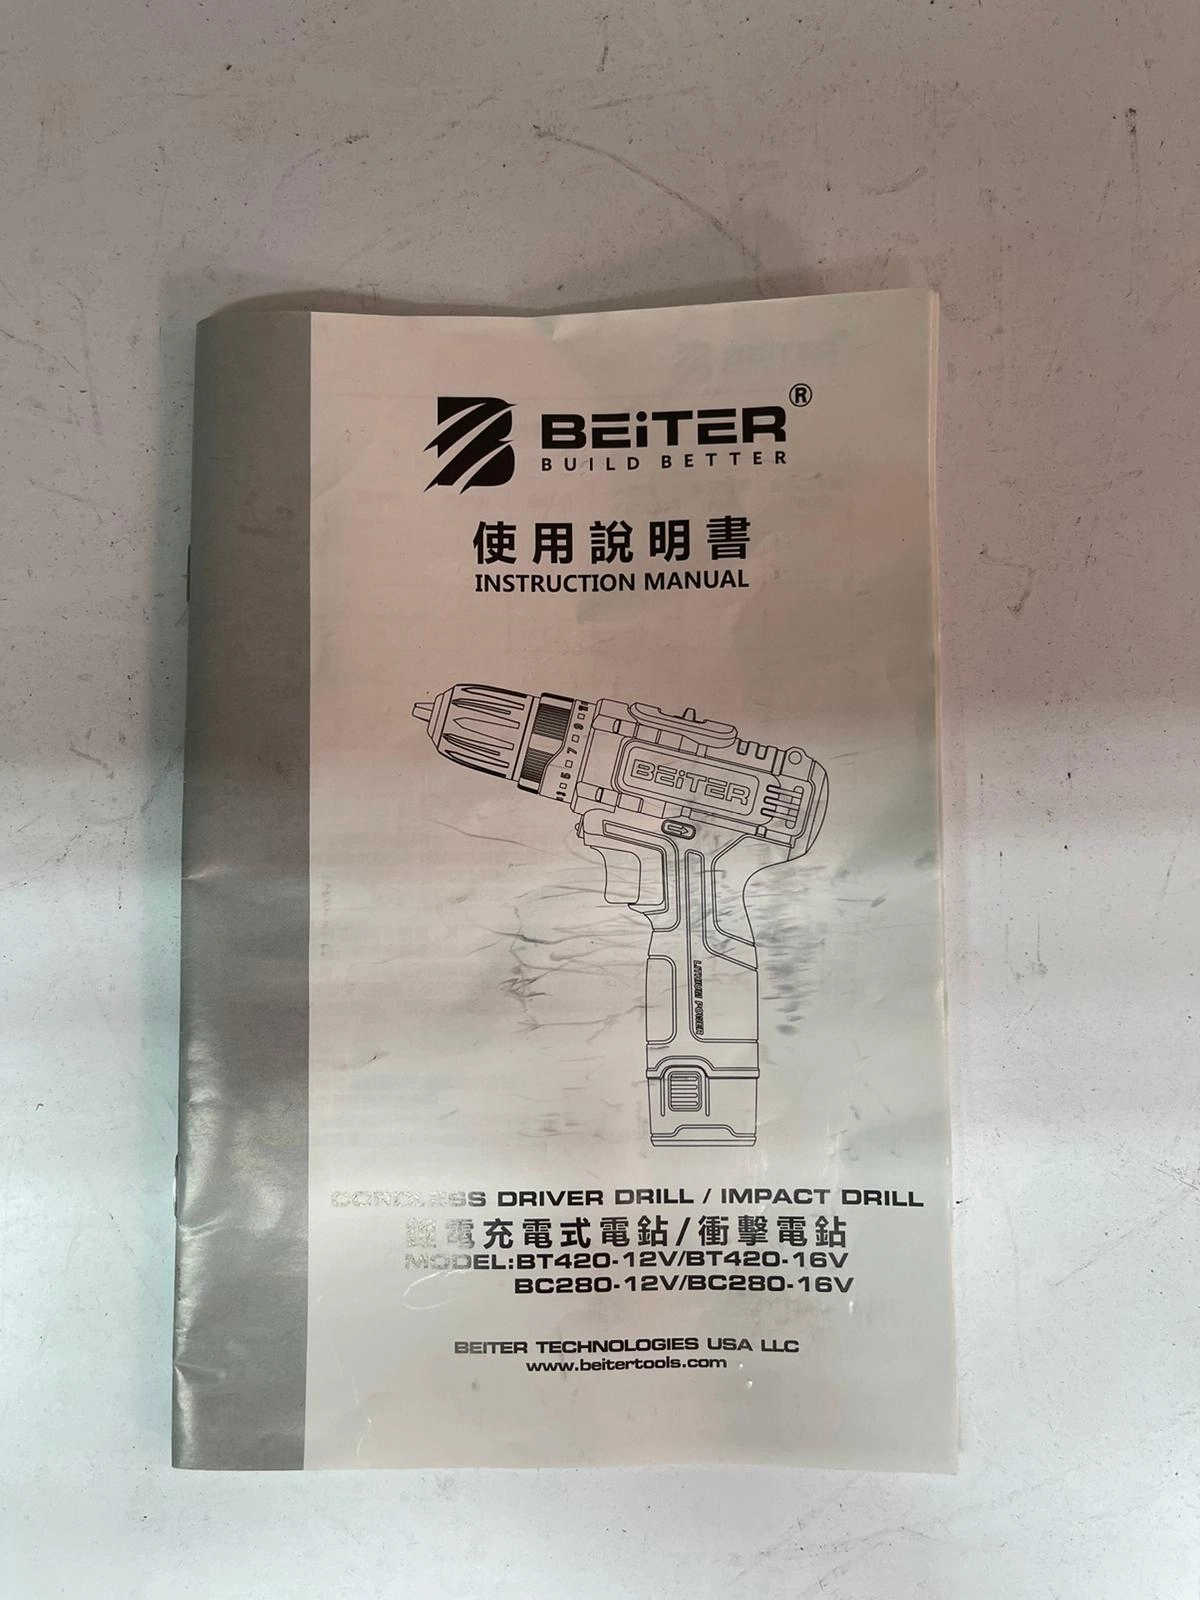 BEiTER®
BUILD BETTER
使用說明書
INSTRUCTION MANUAL
BEiTER
LITHIUM POWER
CORDLESS DRIVER DRILL / IMPACT DRILL
鋰電充電式電鉆/衝擊電鉆
MODEL:BT420-12V/BT420-16V
BC280-12V/BC280-16V
BEITER TECHNOLOGIES USA LLC
www.beitertools.com